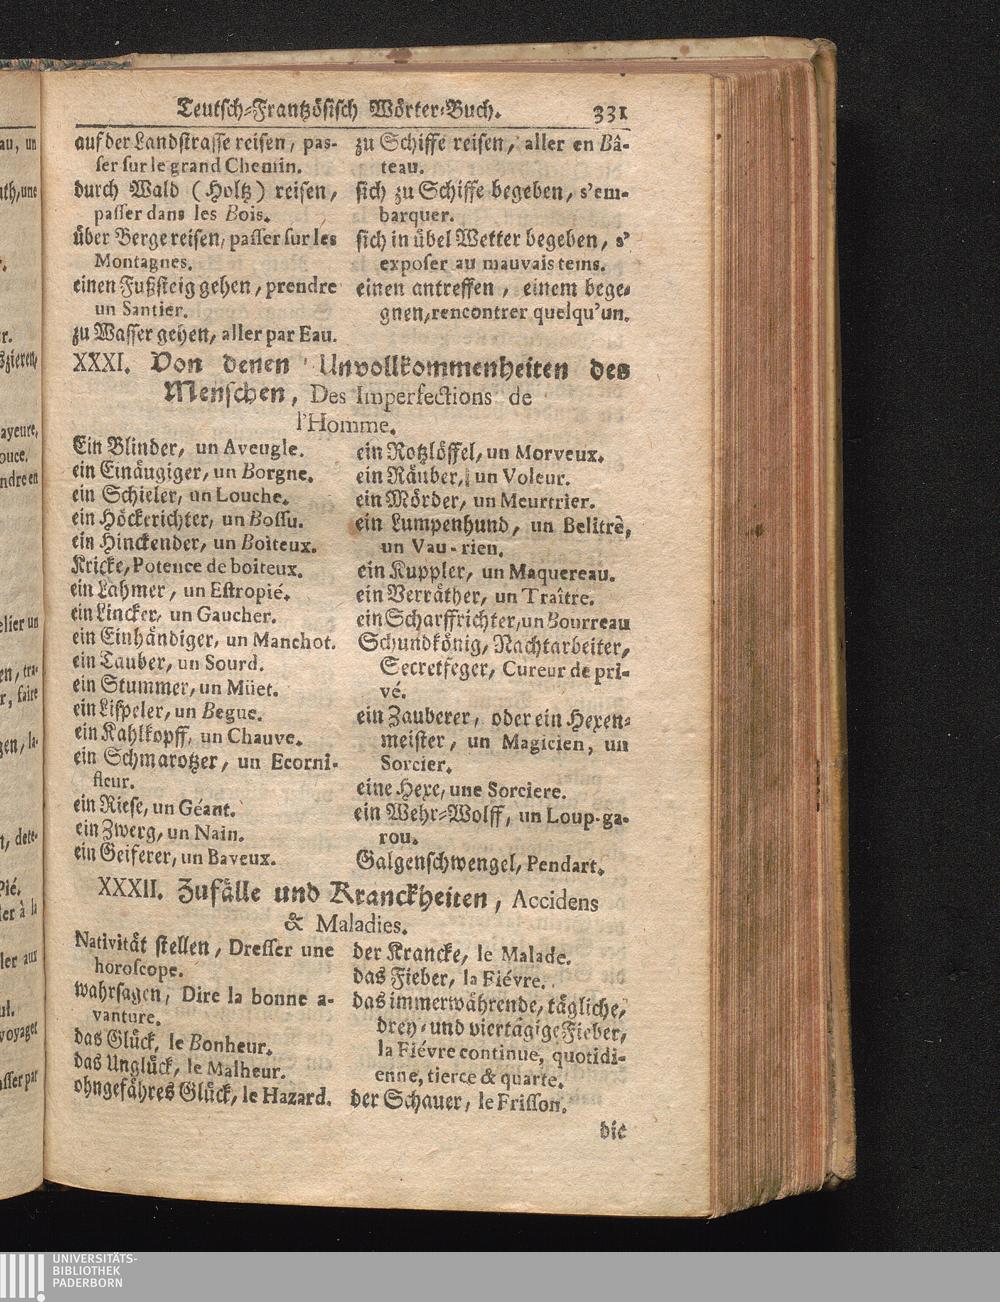 Teutsch-Frantzösisch Wörter-Buch. 331
auf der Landstrasse reisen, pas-
ser sur le grand Chemin.
durch Wald (Holtz) reisen,
passer dans les Bois.
über Berge reisen, passer sur les
Montagnes.
einen Fußsteig gehen, prendre
un Santier.
zu Wasser gehen, aller par Eau.
zu Schiffe reisen, aller en Bâ-
teau.
sich zu Schiffe begeben, s'em-
barquer.
sich in übel Wetter begeben, s'
exposer au mauvais tems.
einen antreffen, einem bege-
gnen, rencontrer quelqu'un.
XXXI. Von denen Unvollkommenheiten des
Menschen, Des Imperfections de
l'Homme.
Ein Blinder, un Aveugle.
ein Einäugiger, un Borgne.
ein Schieler, un Louche.
ein Höckerichter, un Bossu.
ein Hinckender, un Boiteux.
Kricke, Potence de boiteux.
ein Lahmer, un Estropié.
ein Lincker, un Gaucher.
ein Einhändiger, un Manchot.
ein Tauber, un Sourd.
ein Stummer, un Müet.
ein Lispeler, un Begue.
ein Kahlkopff, un Chauve.
ein Schmarotzer, un Ecorni-
fleur.
ein Riese, un Géant.
ein Zwerg, un Nain.
ein Geiferer, un Baveux.
ein Rotzlöffel, un Morveux.
ein Räuber, un Voleur.
ein Mörder, un Meurtrier.
ein Lumpenhund, un Belitrè,
un Vau-rien.
ein Kuppler, un Maquereau.
ein Verräther, un Traître.
ein Scharffrichter, un Bourreau
Schundkönig, Nachtarbeiter,
Secretfeger, Cureur de pri-
vé.
ein Zauberer, oder ein Hexen-
meister, un Magicien, un
Sorcier.
eine Hexe, une Sorciere.
ein Wehr-Wolff, un Loup-ga-
rou.
Galgenschwengel, Pendart.
XXXII. Zufälle und Kranckheiten, Accidens
& Maladies.
Nativität stellen, Dresser une
horoscope.
wahrsagen, Dire la bonne a-
vanture.
das Glück, le Bonheur.
das Unglück, le Malheur.
ohngefähres Glück, le Hazard.
der Krancke, le Malade.
das Fieber, la Fiévre.
das immerwährende, tägliche,
drey- und viertägige Fieber,
la Fiévre continue, quotidi-
enne, tierce & quarte.
der Schauer, le Frisson.
die
UNIVERSITÄTS-
BIBLIOTHEK
PADERBORN